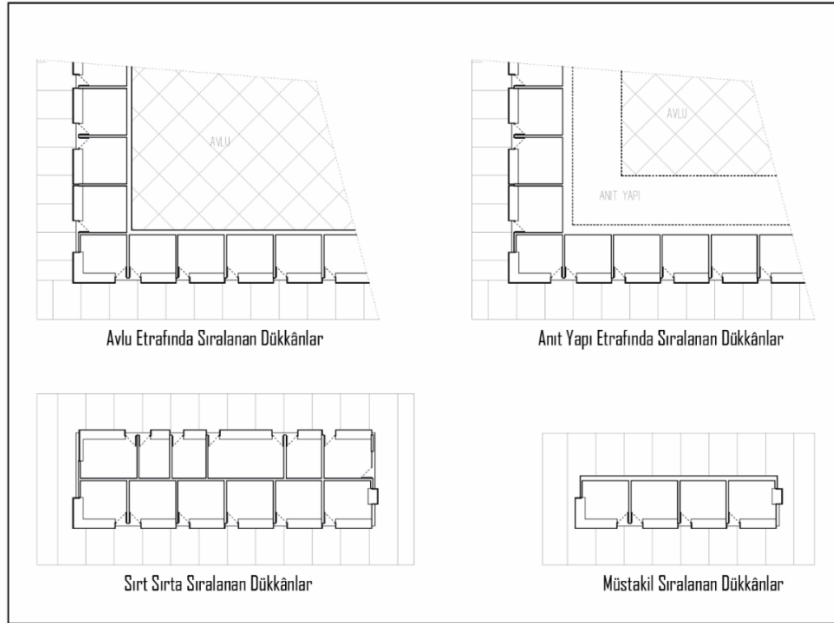 AVLU
AVLU
ANIT YAPI
Avlu Etrafında Sıralanan Dükkânlar
Anıt Yapı Etrafında Sıralanan Dükkânlar
Sırt Sırta Sıralanan Dükkânlar
Müstakil Sıralanan Dükkânlar